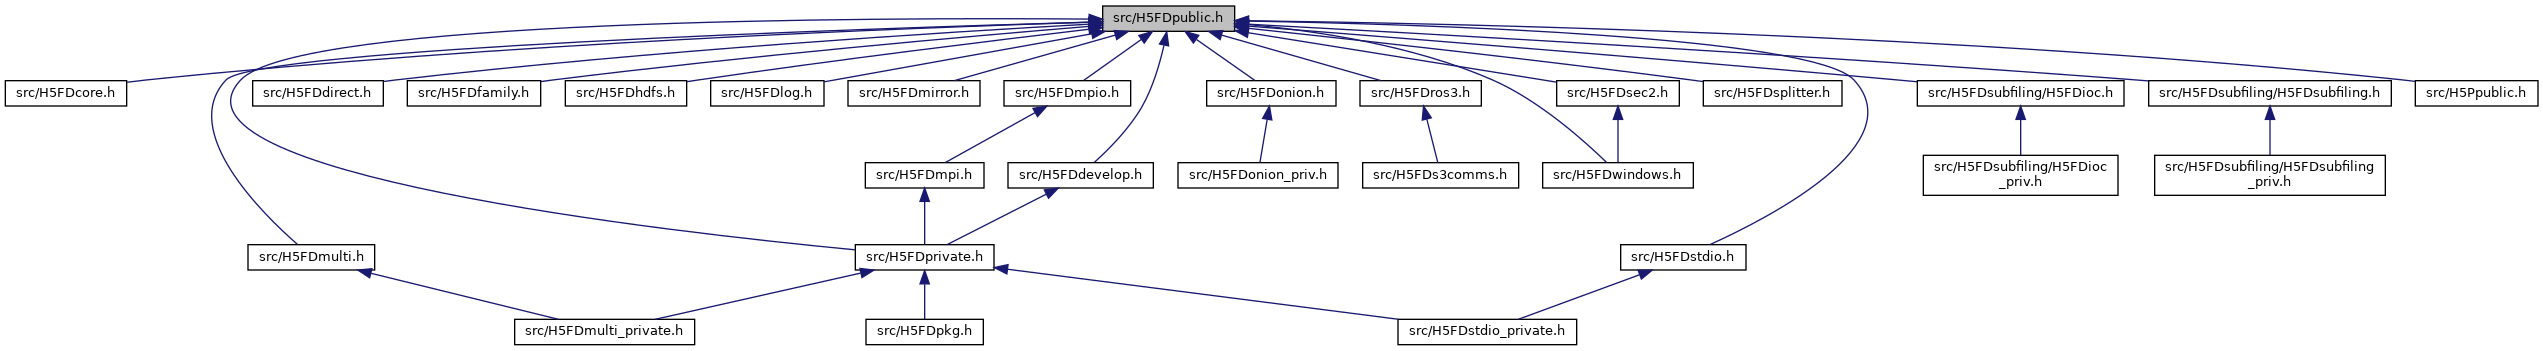 src/H5FDpublic.h
src/H5FDcore.h
src/H5FDdirect.h
src/H5FDfamily.h
src/H5FDhdfs.h
src/H5FDlog.h
src/H5FDmirror.h
src/H5FDmpio.h
src/H5FDonion.h
src/H5FDros3.h
src/H5FDsec2.h
src/H5FDsplitter.h
src/H5FDsubfiling/H5FDioc.h
src/H5FDsubfiling/H5FDsubfiling.h
src/H5Ppublic.h
src/H5FDmpi.h
src/H5FDdevelop.h
src/H5FDonion_priv.h
src/H5FDs3comms.h
src/H5FDwindows.h
src/H5FDsubfiling/H5FDioc
_priv.h
src/H5FDsubfiling/H5FDsubfiling
_priv.h
src/H5FDmulti.h
src/H5FDprivate.h
src/H5FDstdio.h
src/H5FDmulti_private.h
src/H5FDpkg.h
src/H5FDstdio_private.h